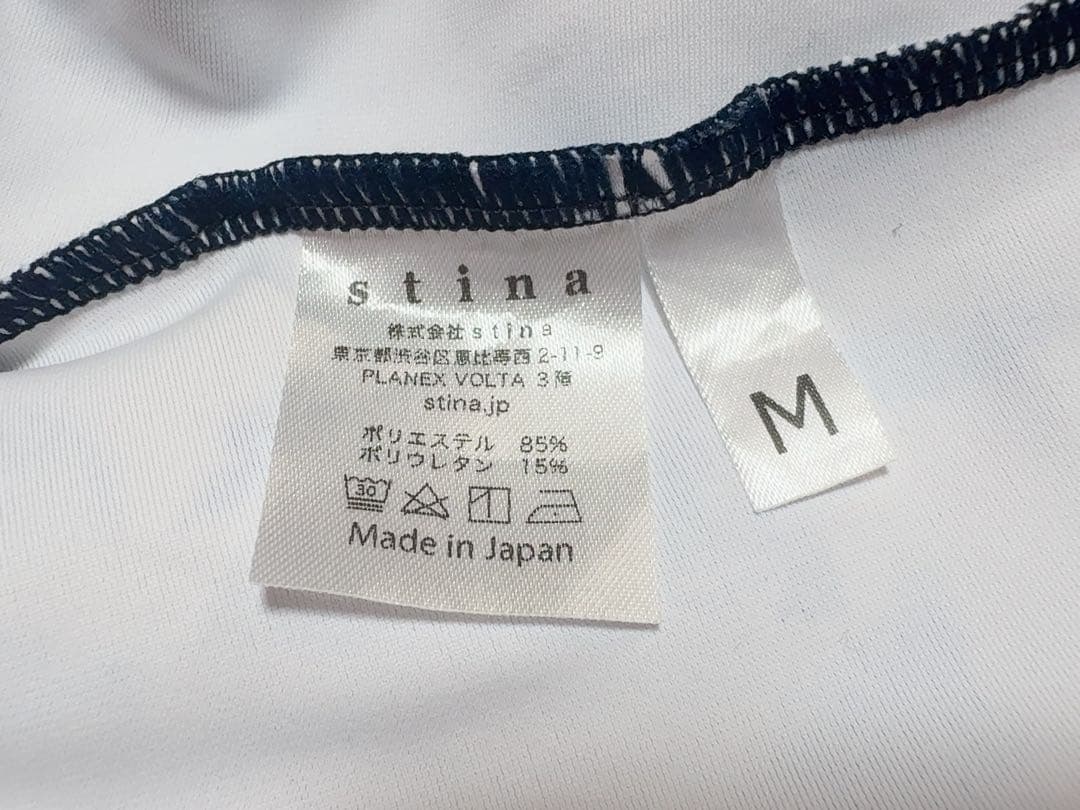 stina
株式会社stina
東京都渋谷区恵比寿西2-11-9
PLANEX VOLTA 3階
stina.jp
ポリエステル 85%
ポリウレタン 15%
30
Made in Japan
M